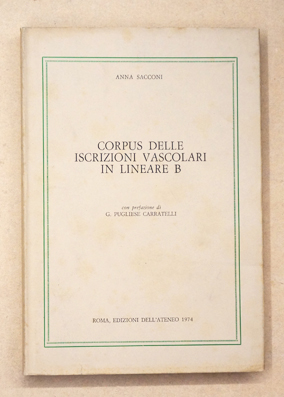 ANNA SACCONI
CORPUS DELLE
ISCRIZIONI VASCOLARI
IN LINEARE B
con prefazione di
G. PUGLIESE CARRATELLI
ROMA, EDIZIONI DELL'ATENEO 1974